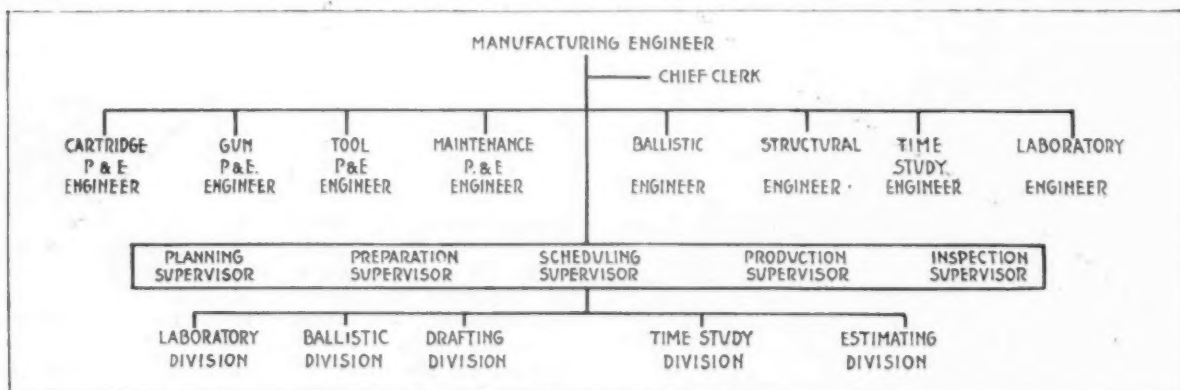 MANUFACTURING ENGINEER
CHIEF CLERK
CARTRIDGE
P & E
ENGINEER
GUN
P&E.
ENGINEER
TOOL
P&E
ENGINEER
MAINTENANCE
P. & E
ENGINEER
BALLISTIC
ENGINEER
STRUCTURAL
ENGINEER
TIME
STUDY
ENGINEER
LABORATORY
ENGINEER
PLANNING
SUPERVISOR
PREPARATION
SUPERVISOR
SCHEDULING
SUPERVISOR
PRODUCTION
SUPERVISOR
INSPECTION
SUPERVISOR
LABORATORY
DIVISION
BALLISTIC
DIVISION
DRAFTING
DIVISION
TIME STUDY
DIVISION
ESTIMATING
DIVISION